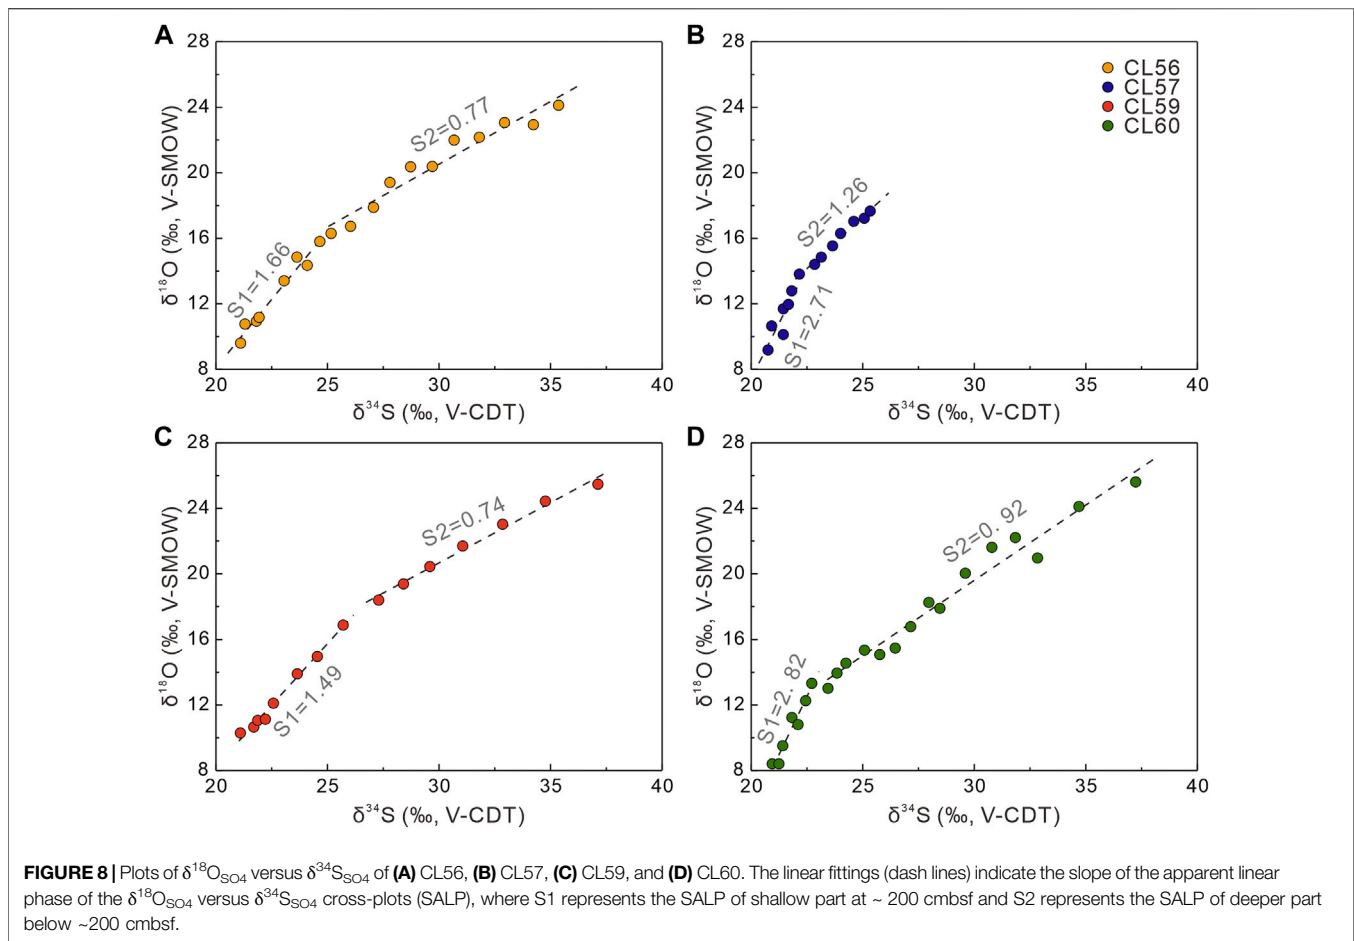 A
28
24
20
16
12
8
δ¹⁸O (‰, V-SMOW)
S1=1.66
S2=0.77
20 25 30 35 40
δ³⁴S (‰, V-CDT)
B
28
24
20
16
12
8
δ¹⁸O (‰, V-SMOW)
S1=2.71
S2=1.26
CL56
CL57
CL59
CL60
20 25 30 35 40
δ³⁴S (‰, V-CDT)
C
28
24
20
16
12
8
δ¹⁸O (‰, V-SMOW)
S1=1.49
S2=0.74
20 25 30 35 40
δ³⁴S (‰, V-CDT)
D
28
24
20
16
12
8
δ¹⁸O (‰, V-SMOW)
S1=2. 82
S2=0. 92
20 25 30 35 40
δ³⁴S (‰, V-CDT)
FIGURE 8 | Plots of δ¹⁸O_SO4 versus δ³⁴S_SO4 of (A) CL56, (B) CL57, (C) CL59, and (D) CL60. The linear fittings (dash lines) indicate the slope of the apparent linear
phase of the δ¹⁸O_SO4 versus δ³⁴S_SO4 cross-plots (SALP), where S1 represents the SALP of shallow part at ~ 200 cmbsf and S2 represents the SALP of deeper part
below ~200 cmbsf.